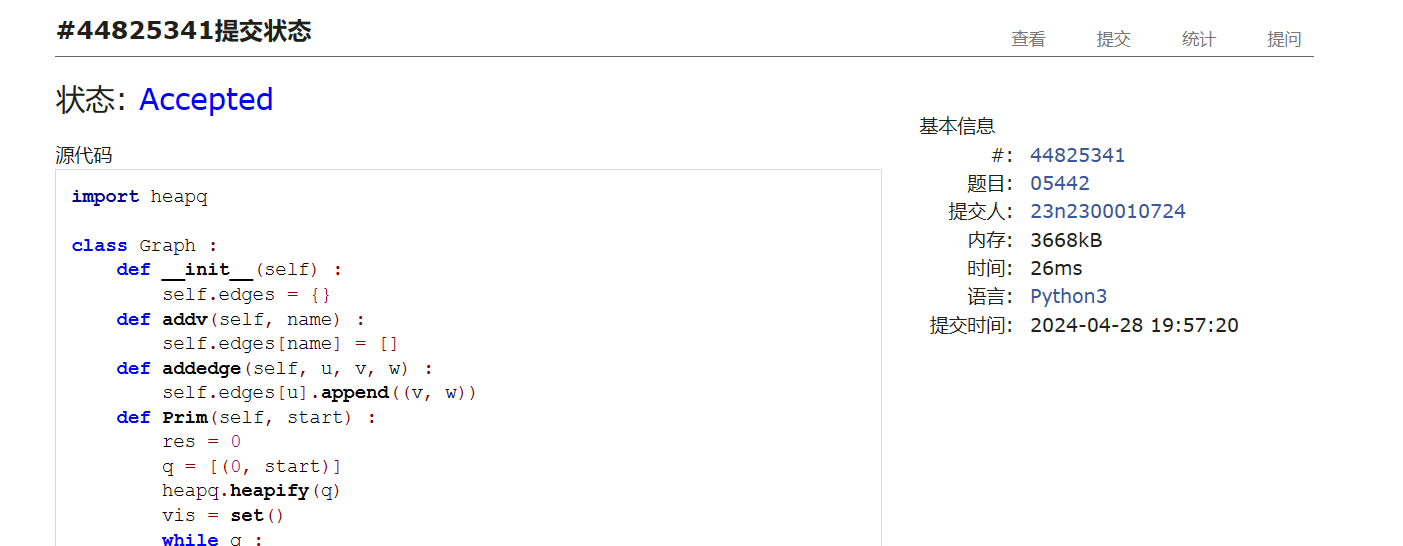 #44825341提交状态
查看 提交 统计 提问
状态: Accepted
基本信息
#: 44825341
题目: 05442
提交人: 23n2300010724
内存: 3668kB
时间: 26ms
语言: Python3
提交时间: 2024-04-28 19:57:20
源代码
import heapq
class Graph :
    def __init__(self) :
        self.edges = {}
    def addv(self, name) :
        self.edges[name] = []
    def addedge(self, u, v, w) :
        self.edges[u].append((v, w))
    def Prim(self, start) :
        res = 0
        q = [(0, start)]
        heapq.heapify(q)
        vis = set()
        while q :